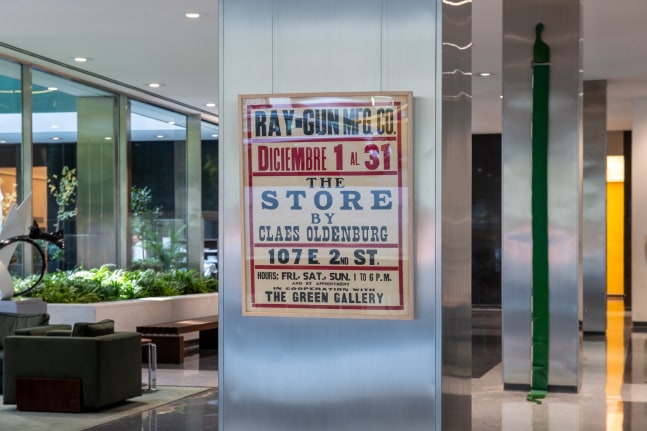 RAY-GUN MFG. CO.
DICIEMBRE 1 AL 31
THE
STORE
BY
CLAES OLDENBURG
107 E 2ND ST.
HOURS: FRI., SAT., SUN. 1 TO 6 P.M.
AND BY APPOINTMENT
IN COOPERATION WITH
THE GREEN GALLERY